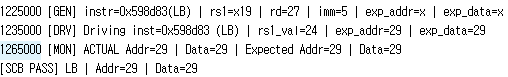 1225000 [GEN] instr=0x598d83(LB) | rs1=x19 | rd=27 | imm=5 | exp_addr=x | exp_data=x
1235000 [DRV] Driving inst=0x598d83 (LB) | rs1_val=24 | exp_addr=29 | exp_data=29
1265000 [MON] ACTUAL Addr=29 | Data=29 | Expected Addr=29 | Data=29
[SCB PASS] LB | Addr=29 | Data=29